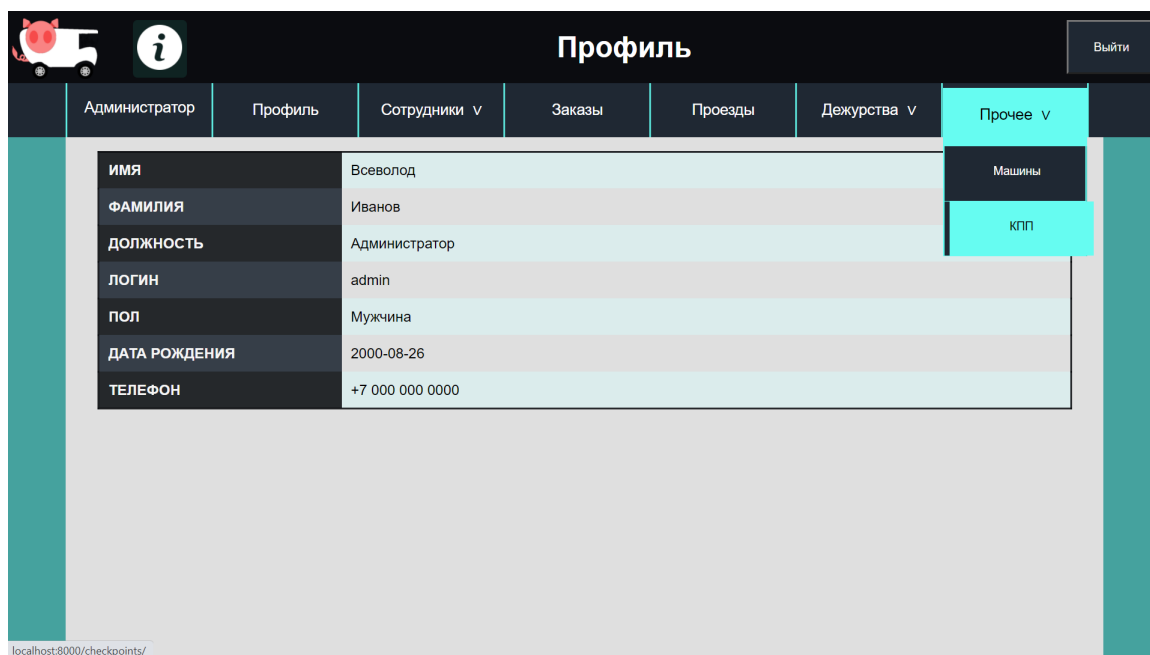 i
Профиль
Выйти
Администратор Профиль Сотрудники V Заказы Проезды Дежурства V Прочее V
Машины
КПП
ИМЯ Всеволод
ФАМИЛИЯ Иванов
ДОЛЖНОСТЬ Администратор
ЛОГИН admin
ПОЛ Мужчина
ДАТА РОЖДЕНИЯ 2000-08-26
ТЕЛЕФОН +7 000 000 0000
localhost:8000/checkpoints/